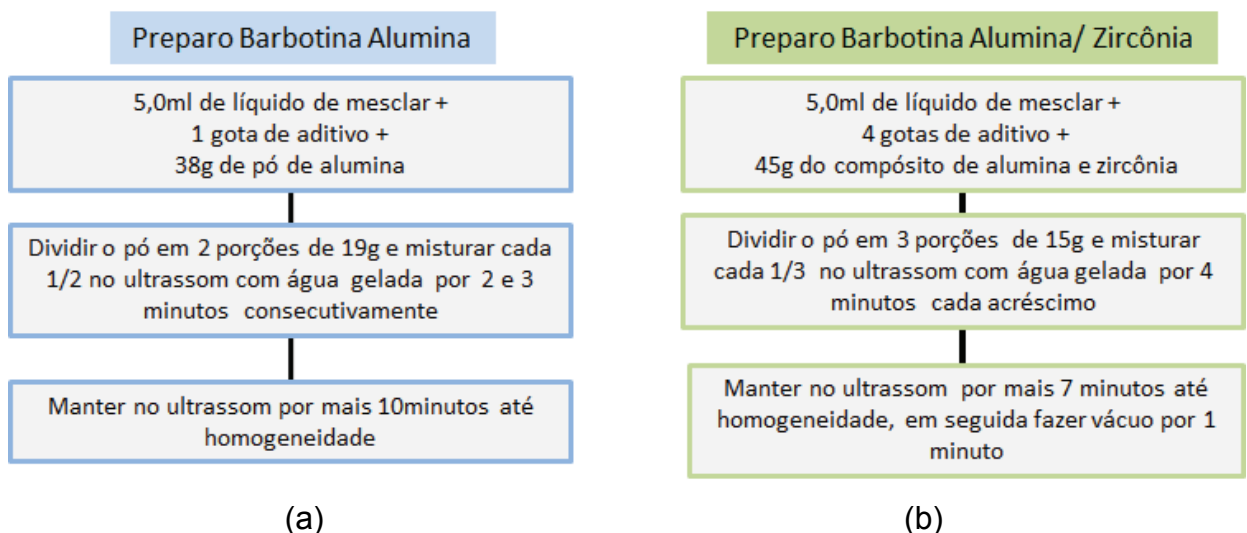 Preparo Barbotina Alumina
5,0ml de líquido de mesclar +
1 gota de aditivo +
38g de pó de alumina
Dividir o pó em 2 porções de 19g e misturar cada
1/2 no ultrassom com água gelada por 2 e 3
minutos consecutivamente
Manter no ultrassom por mais 10minutos até
homogeneidade
(a)
Preparo Barbotina Alumina/ Zircônia
5,0ml de líquido de mesclar +
4 gotas de aditivo +
45g do compósito de alumina e zircônia
Dividir o pó em 3 porções de 15g e misturar
cada 1/3 no ultrassom com água gelada por 4
minutos cada acréscimo
Manter no ultrassom por mais 7 minutos até
homogeneidade, em seguida fazer vácuo por 1
minuto
(b)